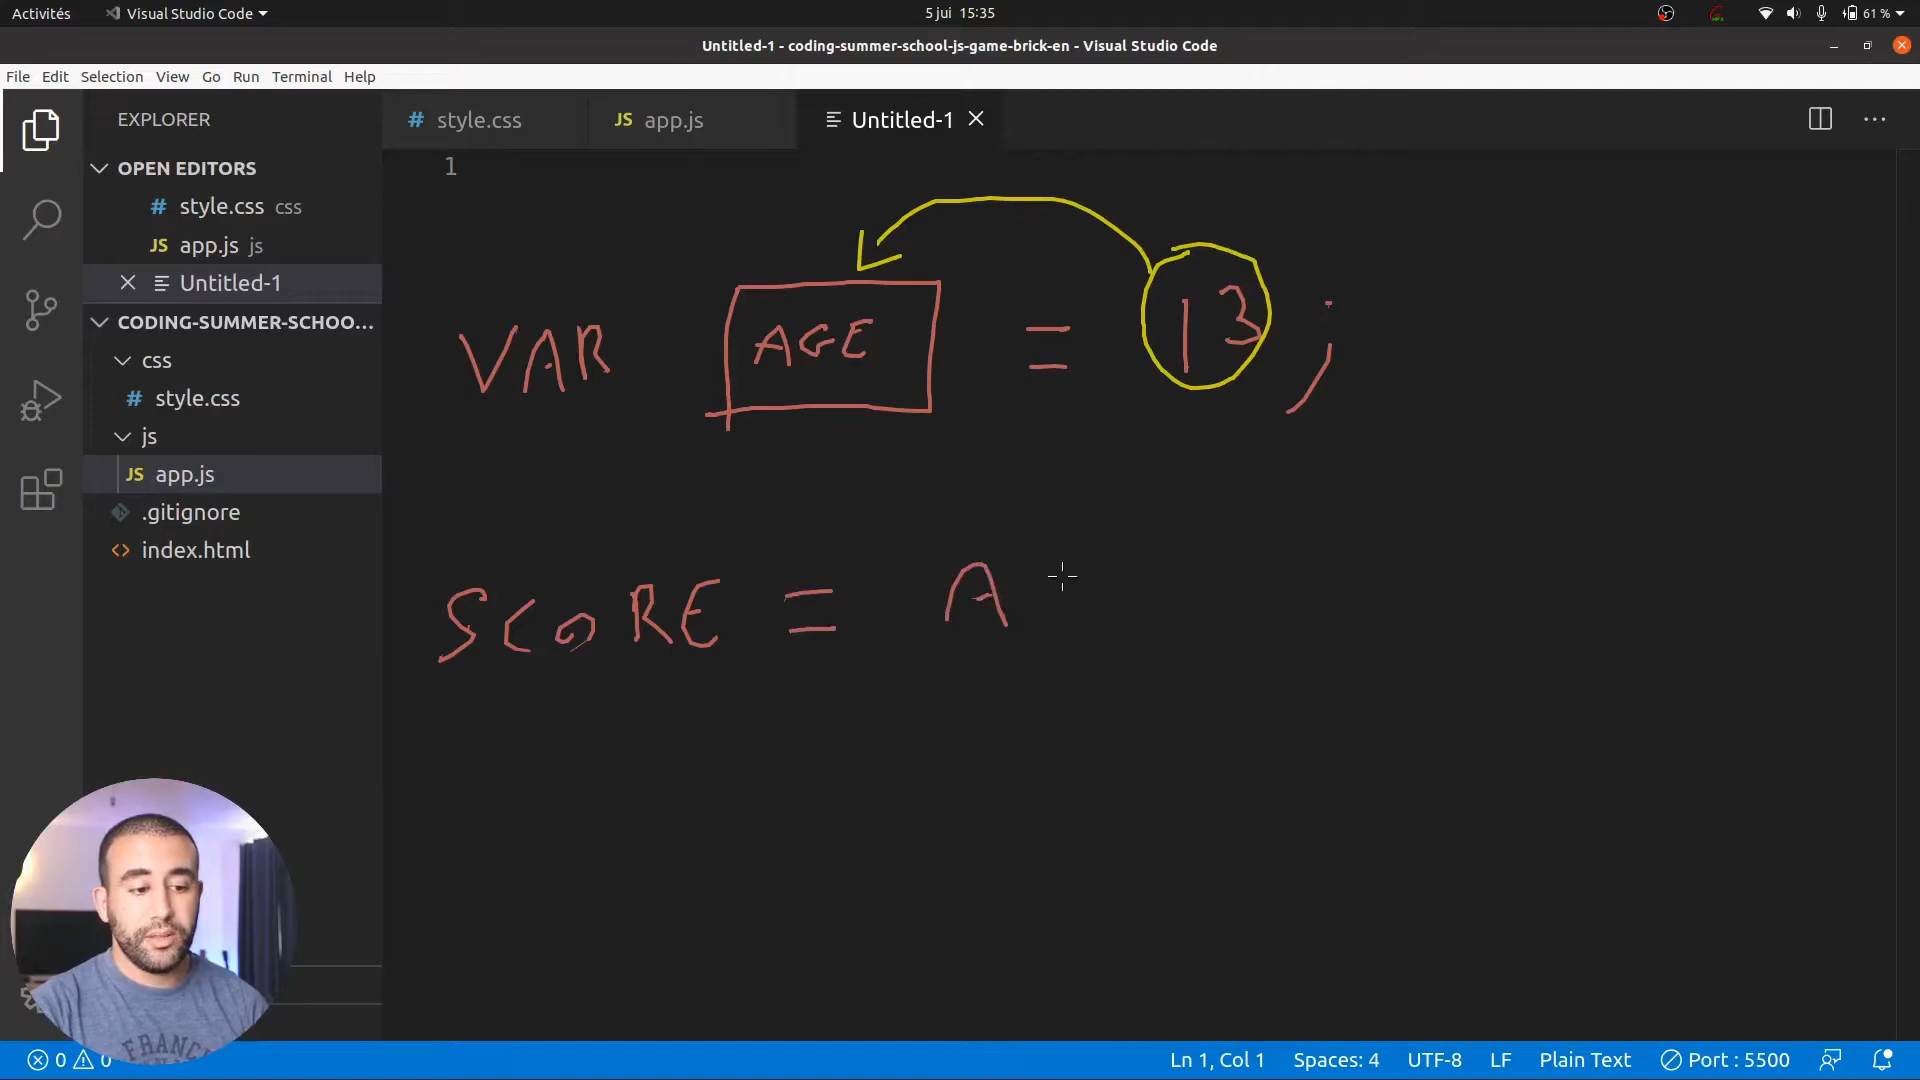 Activités
Visual Studio Code
5 jui 15:35
61 %
Untitled-1 - coding-summer-school-js-game-brick-en - Visual Studio Code
File Edit Selection View Go Run Terminal Help
EXPLORER
# style.css
JS app.js
Untitled-1
OPEN EDITORS
# style.css css
JS app.js js
Untitled-1
CODING-SUMMER-SCHOO...
css
# style.css
js
JS app.js
.gitignore
<> index.html
1
VAR AGE = 13 ;
SCORE = A
0 0
Ln 1, Col 1 Spaces: 4 UTF-8 LF Plain Text Port : 5500